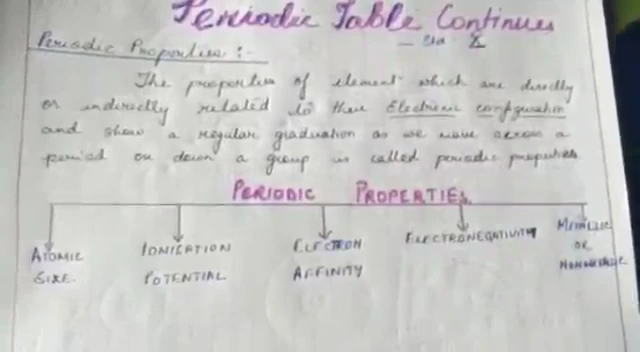 Periodic Table Continues
— std X
Periodic Properties :-
The properties of element which are directly
or indirectly related to their Electronic configuration
and show a regular graduation as we move across a
period or down a group is called periodic properties
PERIODIC PROPERTIES
ATOMIC SIZE
IONICATION POTENTIAL
ELECTRON AFFINITY
ELECTRONEGATIVITY
METALLIC OR